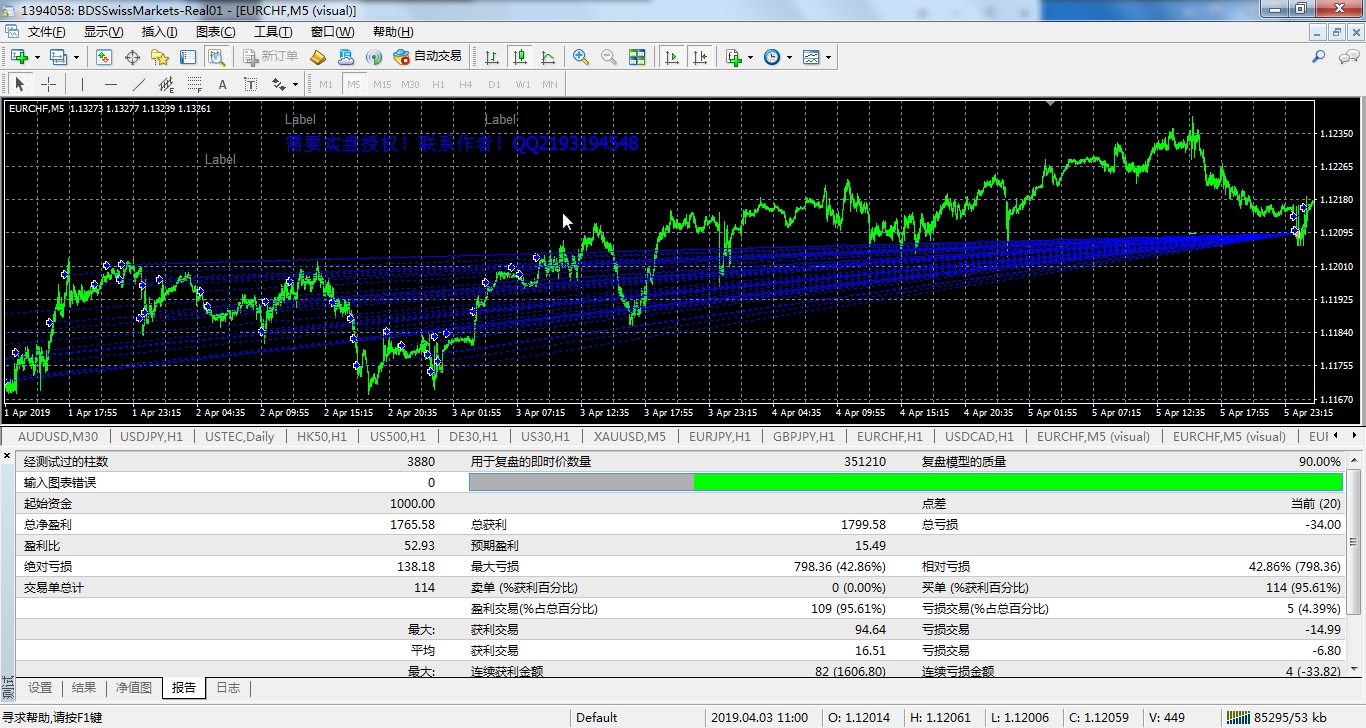 1394058: BDSSwissMarkets-Real01 - [EURCHF,M5 (visual)]
文件(F) 显示(V) 插入(I) 图表(C) 工具(T) 窗口(W) 帮助(H)
新订单 自动交易
A T M1 M5 M15 M30 H1 H4 D1 W1 MN
EURCHF,M5 1.13273 1.13277 1.13239 1.13261
Label Label
需要实盘授权！联系作者！QQ2193194548
Label
1.12350
1.12265
1.12180
1.12095
1.12010
1.11925
1.11840
1.11755
1.11670
1 Apr 2019 1 Apr 17:55 1 Apr 23:15 2 Apr 04:35 2 Apr 09:55 2 Apr 15:15 2 Apr 20:35 3 Apr 01:55 3 Apr 07:15 3 Apr 12:35 3 Apr 17:55 3 Apr 23:15 4 Apr 04:35 4 Apr 09:55 4 Apr 15:15 4 Apr 20:35 5 Apr 01:55 5 Apr 07:15 5 Apr 12:35 5 Apr 17:55 5 Apr 23:15
AUDUSD,M30 USDJPY,H1 USTEC,Daily HK50,H1 US500,H1 DE30,H1 US30,H1 XAUUSD,M5 EURJPY,H1 GBPJPY,H1 EURCHF,H1 USDCAD,H1 EURCHF,M5 (visual) EURCHF,M5 (visual)
经测试过的柱数 3880 用于复盘的即时价数量 351210 复盘模型的质量 90.00%
输入图表错误 0
起始资金 1000.00 点差 当前 (20)
总净盈利 1765.58 总获利 1799.58 总亏损 -34.00
盈利比 52.93 预期盈利 15.49
绝对亏损 138.18 最大亏损 798.36 (42.86%) 相对亏损 42.86% (798.36)
交易单总计 114 卖单 (%获利百分比) 0 (0.00%) 买单 (%获利百分比) 114 (95.61%)
盈利交易(%占总百分比) 109 (95.61%) 亏损交易(%占总百分比) 5 (4.39%)
最大: 获利交易 94.64 亏损交易 -14.99
平均 获利交易 16.51 亏损交易 -6.80
最大: 连续获利金额 82 (1606.80) 连续亏损金额 4 (-33.82)
测试
设置 结果 净值图 报告 日志
寻求帮助,请按F1键 Default 2019.04.03 11:00 O: 1.12014 H: 1.12061 L: 1.12006 C: 1.12059 V: 449 85295/53 kb